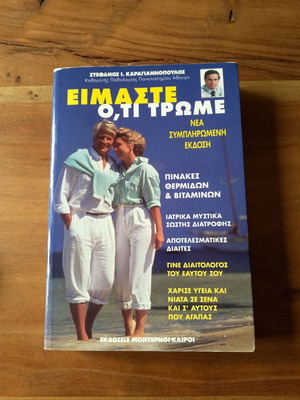 ΣΤΕΦΑΝΟΣ Ι. ΚΑΡΑΓΙΑΝΝΟΠΟΥΛΟΣ
Καθηγητής Παθολογίας Πανεπιστημίου Αθηνών
ΕΙΜΑΣΤΕ
Ο,ΤΙ ΤΡΩΜΕ
ΝΕΑ
ΣΥΜΠΛΗΡΩΜΕΝΗ
ΕΚΔΟΣΗ
ΠΙΝΑΚΕΣ
ΘΕΡΜΙΔΩΝ
& ΒΙΤΑΜΙΝΩΝ
ΙΑΤΡΙΚΑ ΜΥΣΤΙΚΑ
ΣΩΣΤΗΣ ΔΙΑΤΡΟΦΗΣ
ΑΠΟΤΕΛΕΣΜΑΤΙΚΕΣ
ΔΙΑΙΤΕΣ
ΓΙΝΕ ΔΙΑΙΤΟΛΟΓΟΣ
ΤΟΥ ΕΑΥΤΟΥ ΣΟΥ
ΧΑΡΙΣΕ ΥΓΕΙΑ ΚΑΙ
ΝΙΑΤΑ ΣΕ ΣΕΝΑ
ΚΑΙ Σ' ΑΥΤΟΥΣ
ΠΟΥ ΑΓΑΠΑΣ
ΕΚΔΟΣΕΙΣ ΜΟΝΤΕΡΝΟΙ ΚΑΙΡΟΙ